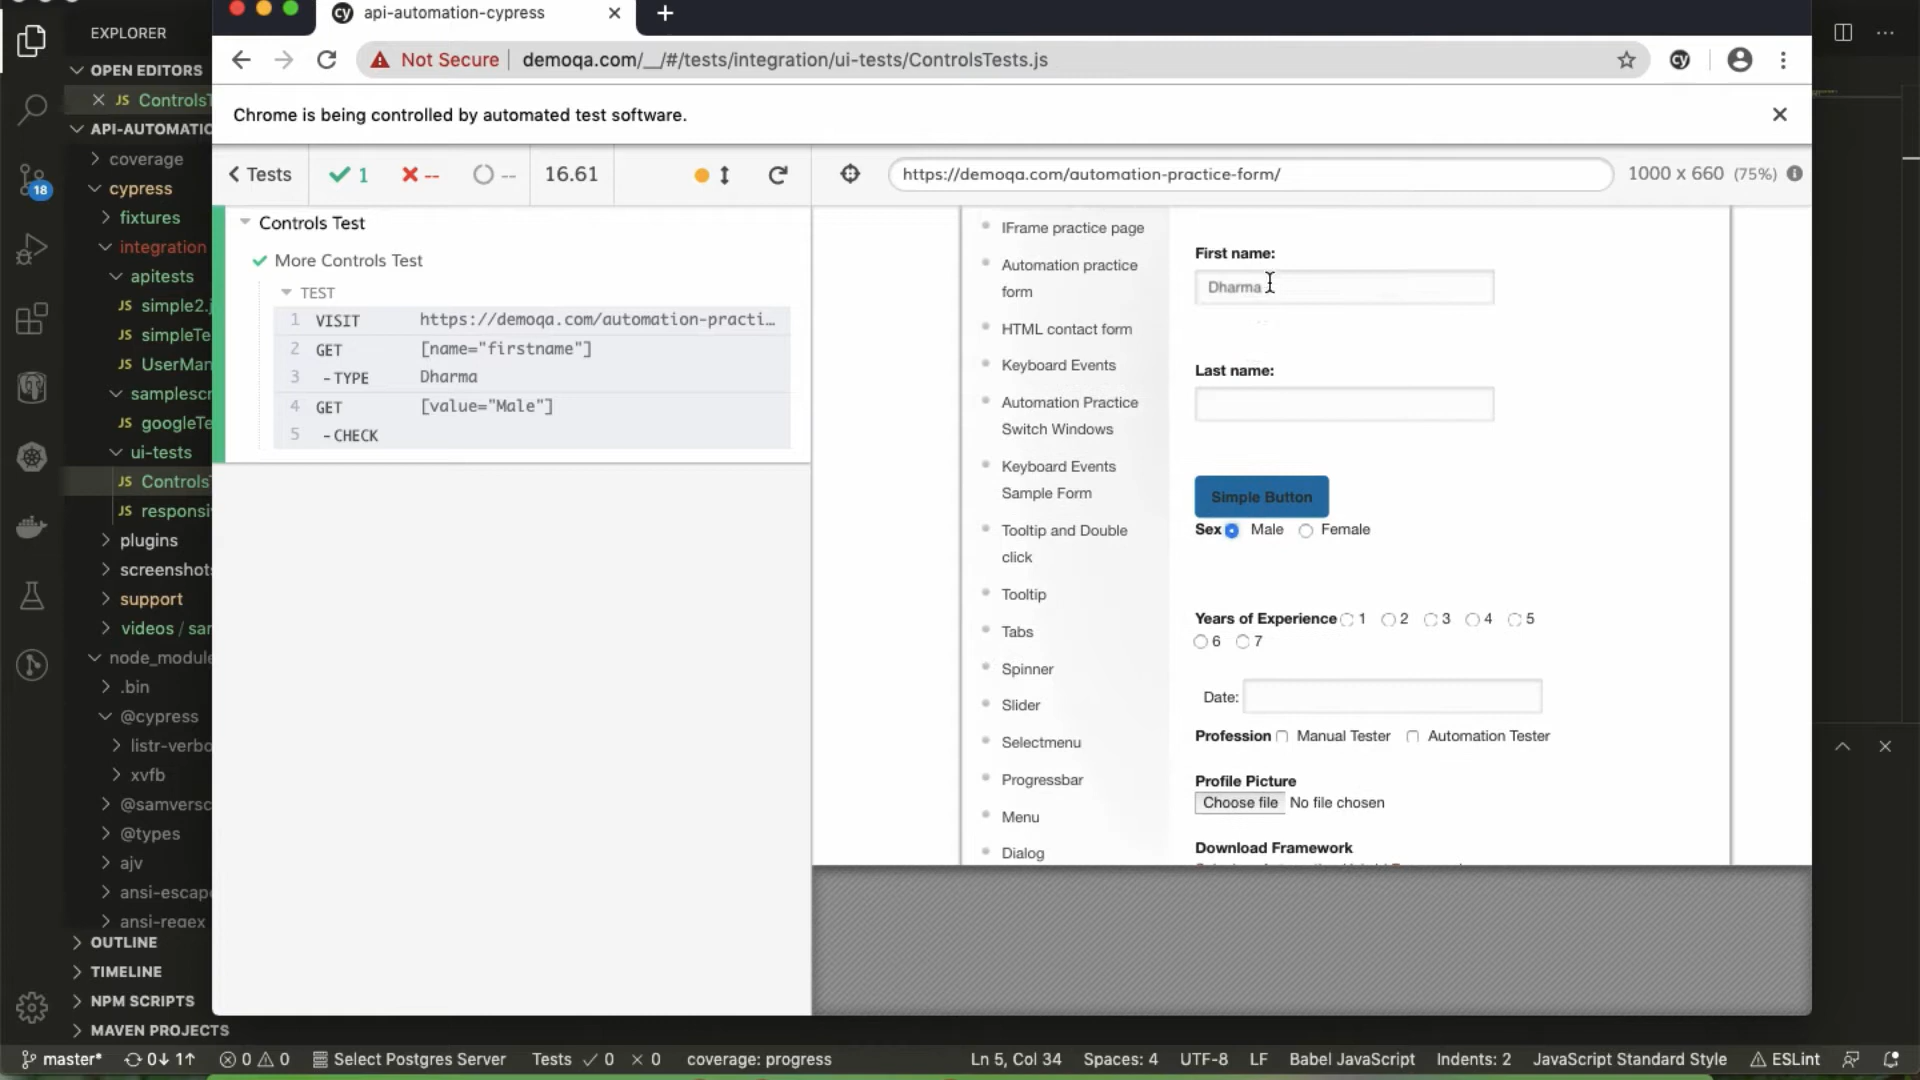 EXPLORER
OPEN EDITORS
JS ControlsT
API-AUTOMATIO
coverage
cypress
fixtures
integration
apitests
JS simple2.j
JS simpleTe
JS UserMan
samplescr
JS googleTe
ui-tests
JS ControlsT
JS responsiv
plugins
screenshots
support
videos / sar
node_module
.bin
@cypress
listr-verbo
xvfb
@samversc
@types
ajv
ansi-escape
ansi-regex
OUTLINE
TIMELINE
NPM SCRIPTS
MAVEN PROJECTS
18
cy api-automation-cypress
Not Secure demoqa.com/__/#/tests/integration/ui-tests/ControlsTests.js
cy
Chrome is being controlled by automated test software.
Tests 1 -- -- 16.61
https://demoqa.com/automation-practice-form/ 1000 x 660 (75%)
Controls Test
More Controls Test
TEST
1 VISIT https://demoqa.com/automation-practi...
2 GET [name="firstname"]
3 -TYPE Dharma
4 GET [value="Male"]
5 -CHECK
IFrame practice page
Automation practice
form
HTML contact form
Keyboard Events
Automation Practice
Switch Windows
Keyboard Events
Sample Form
Tooltip and Double
click
Tooltip
Tabs
Spinner
Slider
Selectmenu
Progressbar
Menu
Dialog
First name:
Dharma
Last name:
Simple Button
Sex Male Female
Years of Experience 1 2 3 4 5
6 7
Date:
Profession Manual Tester Automation Tester
Profile Picture
Choose file No file chosen
Download Framework
master* 0↓ 1↑ 0 0 Select Postgres Server Tests ✓ 0 × 0 coverage: progress Ln 5, Col 34 Spaces: 4 UTF-8 LF Babel JavaScript Indents: 2 JavaScript Standard Style ESLint